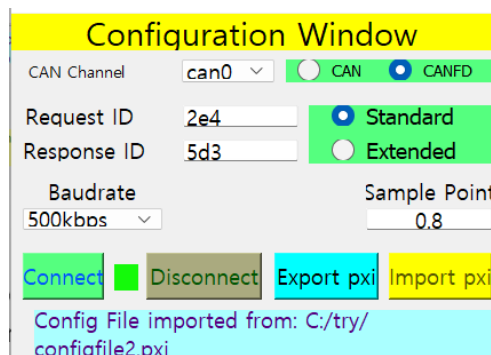 Configuration Window
CAN Channel can0 CAN CANFD
Request ID 2e4 Standard
Response ID 5d3 Extended
Baudrate Sample Point
500kbps 0.8
Connect Disconnect Export pxi Import pxi
Config File imported from: C:/try/
configfile2.pxi